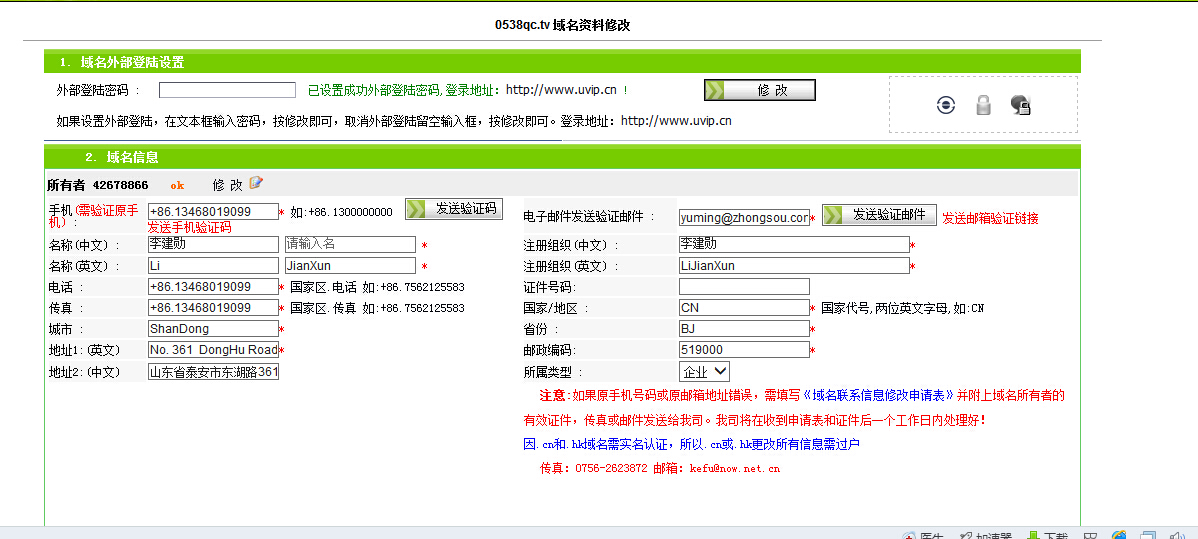 0538qc.tv 域名资料修改
1. 域名外部登陆设置
外部登陆密码 : 已设置成功外部登陆密码,登录地址: http://www.uvip.cn ! 修 改
如果设置外部登陆, 在文本框输入密码, 按修改即可, 取消外部登陆留空输入框, 按修改即可。登录地址: http://www.uvip.cn
2. 域名信息
所有者 42678866 ok 修 改
手机(需验证原手机) : +86.13468019099 * 如:+86.1300000000 发送验证码
发送手机验证码
电子邮件发送验证邮件 : yuming@zhongsou.com * 发送验证邮件 发送邮箱验证链接
名称(中文) : 李建勋 请输入名 * 注册组织(中文) : 李建勋 *
名称(英文) : Li JianXun * 注册组织(英文) : LiJianXun *
电话 : +86.13468019099 * 国家区.电话 如:+86.7562125583 证件号码:
传真 : +86.13468019099 * 国家区.传真 如:+86.7562125583 国家/地区 : CN * 国家代号,两位英文字母,如:CN
城市 : ShanDong * 省份 : BJ *
地址1:(英文) No. 361 DongHu Road * 邮政编码: 519000 *
地址2:(中文) 山东省泰安市东湖路361 所属类型 : 企业
注意:如果原手机号码或原邮箱地址错误, 需填写《域名联系信息修改申请表》并附上域名所有者的
有效证件, 传真或邮件发送给我司。我司将在收到申请表和证件后一个工作日内处理好!
因.cn和.hk域名需实名认证, 所以.cn或.hk更改所有信息需过户
传真: 0756-2623872 邮箱: kefu@now.net.cn
医生 加速器 下载